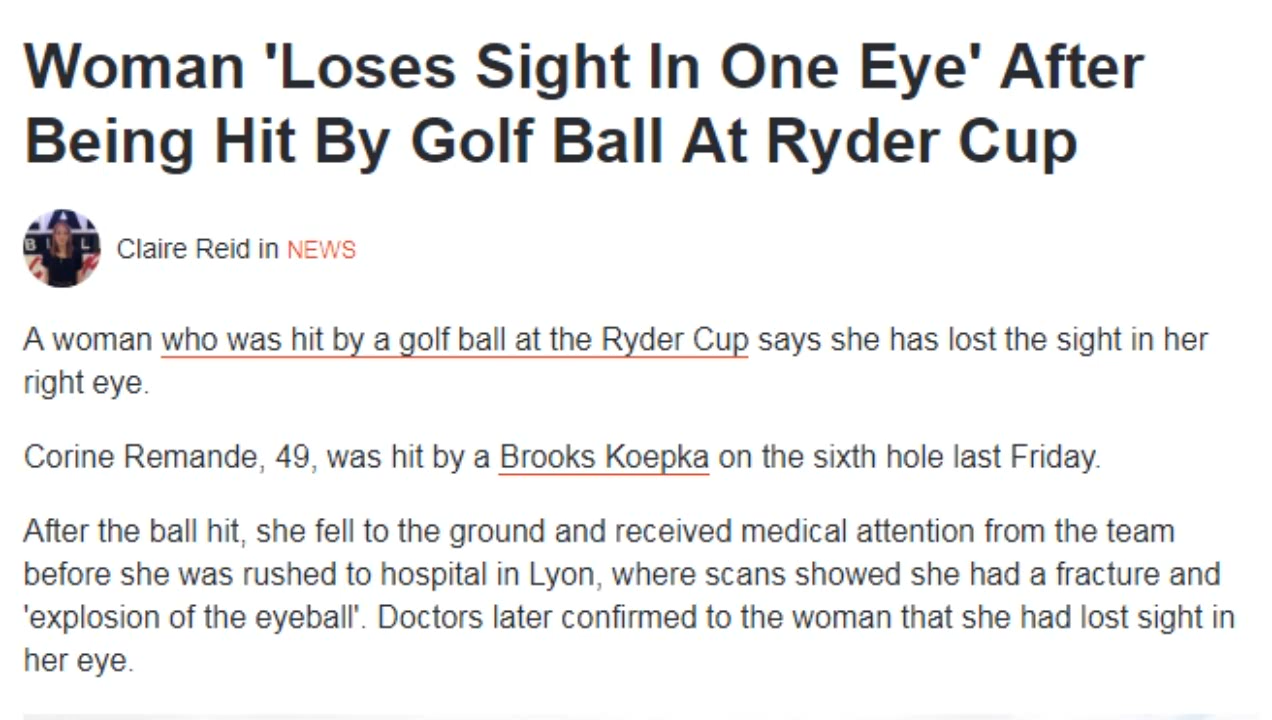 Woman 'Loses Sight In One Eye' After
Being Hit By Golf Ball At Ryder Cup
Claire Reid in NEWS
A woman who was hit by a golf ball at the Ryder Cup says she has lost the sight in her
right eye.
Corine Remande, 49, was hit by a Brooks Koepka on the sixth hole last Friday.
After the ball hit, she fell to the ground and received medical attention from the team
before she was rushed to hospital in Lyon, where scans showed she had a fracture and
'explosion of the eyeball'. Doctors later confirmed to the woman that she had lost sight in
her eye.